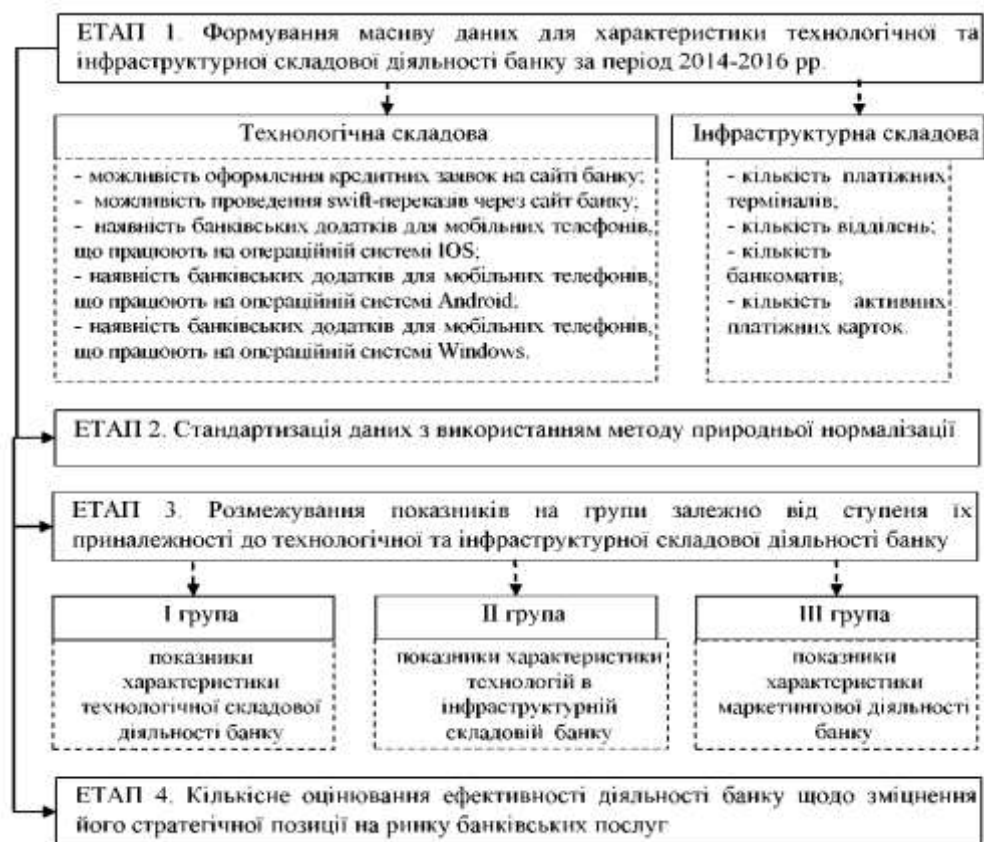 ЕТАП 1. Формування масиву даних для характеристики технологічної та
інфраструктурної складової діяльності банку за період 2014-2016 рр.
Технологічна складова
- можливість оформлення кредитних заявок на сайті банку;
- можливість проведення swift-переказів через сайт банку;
- наявність банківських додатків для мобільних телефонів,
що працюють на операційній системі IOS;
- наявність банківських додатків для мобільних телефонів,
що працюють на операційній системі Android.
- наявність банківських додатків для мобільних телефонів,
що працюють на операційній системі Windows.
Інфраструктурна складова
- кількість платіжних
терміналів;
- кількість відділень;
- кількість
банкоматів;
- кількість активних
платіжних карток.
ЕТАП 2. Стандартизація даних з використанням методу природньої нормалізації
ЕТАП 3. Розмежування показників на групи залежно від ступеня їх
приналежності до технологічної та інфраструктурної складової діяльності банку
І група
показники
характеристики
технологічної складової
діяльності банку
ІІ група
показники характеристики
технологій в
інфраструктурній
складовій банку
ІІІ група
показники
характеристики
маркетингової діяльності
банку
ЕТАП 4. Кількісне оцінювання ефективності діяльності банку щодо зміцнення
його стратегічної позиції на ринку банківських послуг